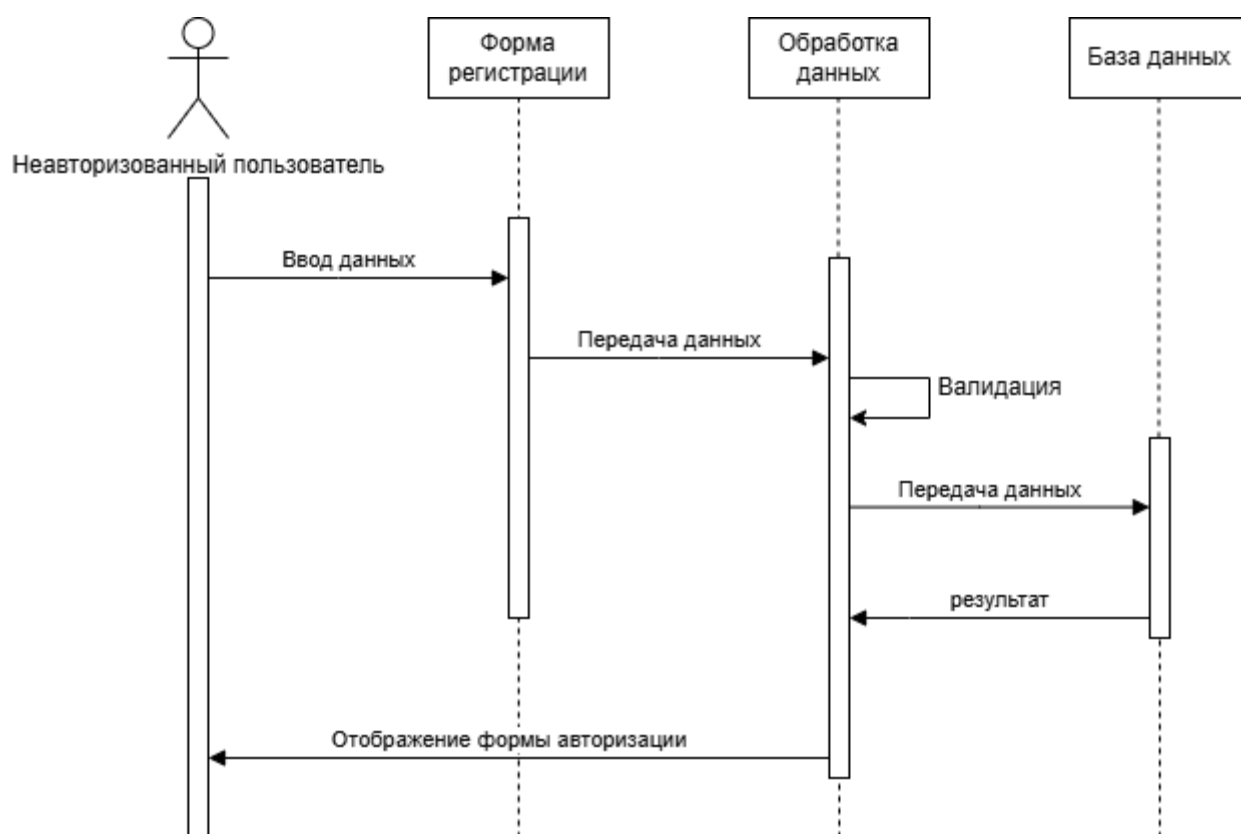 Форма
регистрации
Обработка
данных
База данных
Неавторизованный пользователь
Ввод данных
Передача данных
Валидация
Передача данных
результат
Отображение формы авторизации